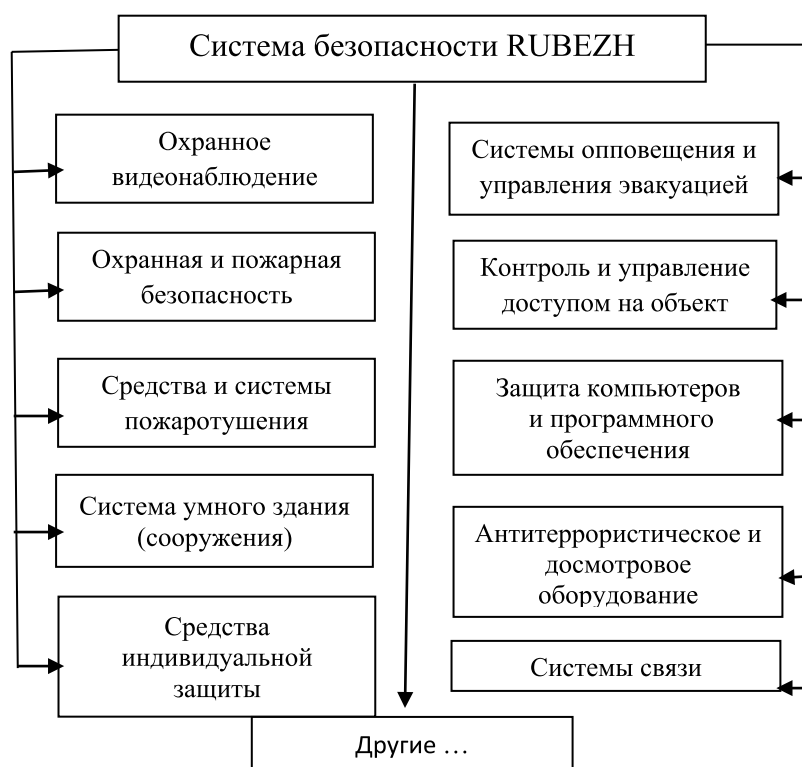 Система безопасности RUBEZH
Охранное
видеонаблюдение
Охранная и пожарная
безопасность
Средства и системы
пожаротушения
Система умного здания
(сооружения)
Средства
индивидуальной
защиты
Системы опповещения и
управления эвакуацией
Контроль и управление
доступом на объект
Защита компьютеров
и программного
обеспечения
Антитеррористическое и
досмотровое
оборудование
Системы связи
Другие ...